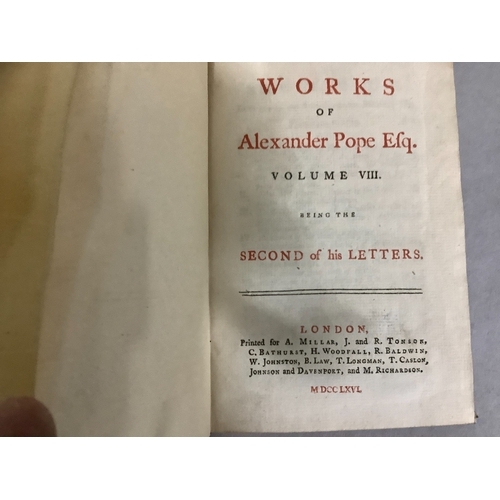 WORKS
OF
Alexander Pope Esq.
VOLUME VIII.
BEING THE
SECOND of his LETTERS.
LONDON,
Printed for A. MILLAR, J. and R. TONSON,
C. BATHURST, H. WOODFALL, R. BALDWIN,
W. JOHNSTON, B. LAW, T. LONGMAN, T. CASLON,
JOHNSON and DAVENPORT, and M. RICHARDSON.
MDCCLXVI.